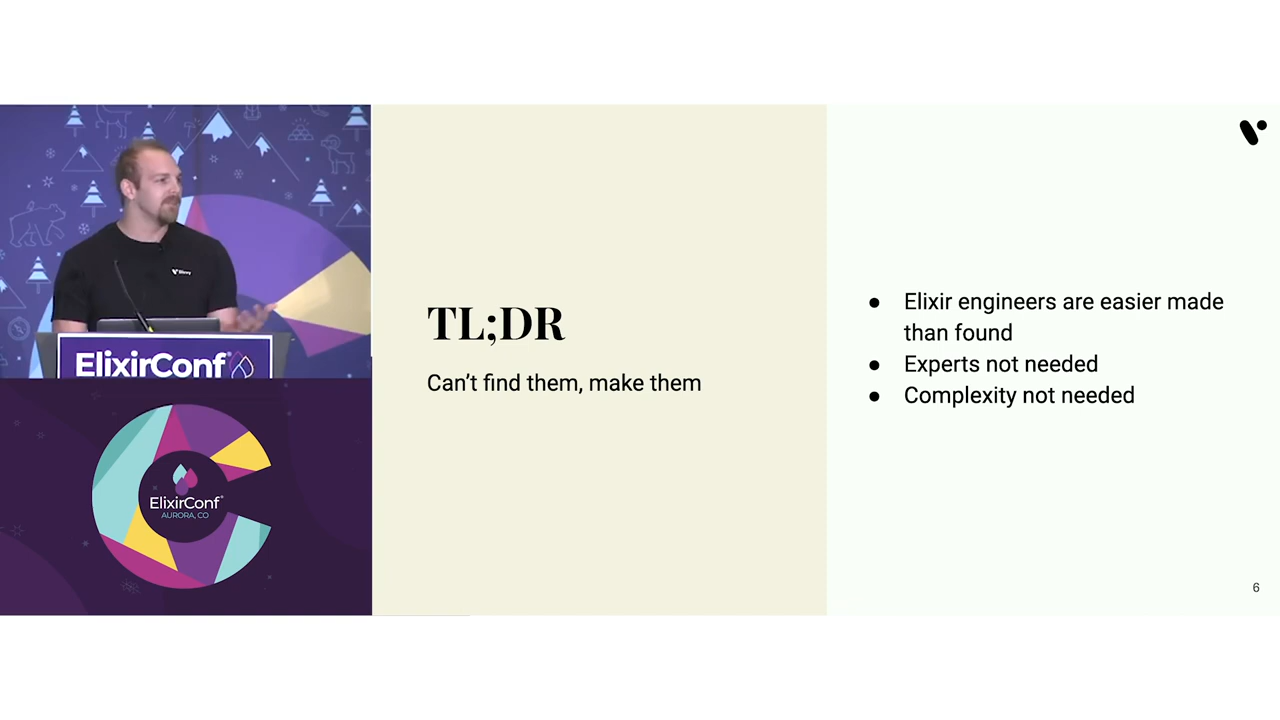 ElixirConf
ElixirConf
AURORA, CO
TL;DR
Can’t find them, make them
● Elixir engineers are easier made
than found
● Experts not needed
● Complexity not needed
6